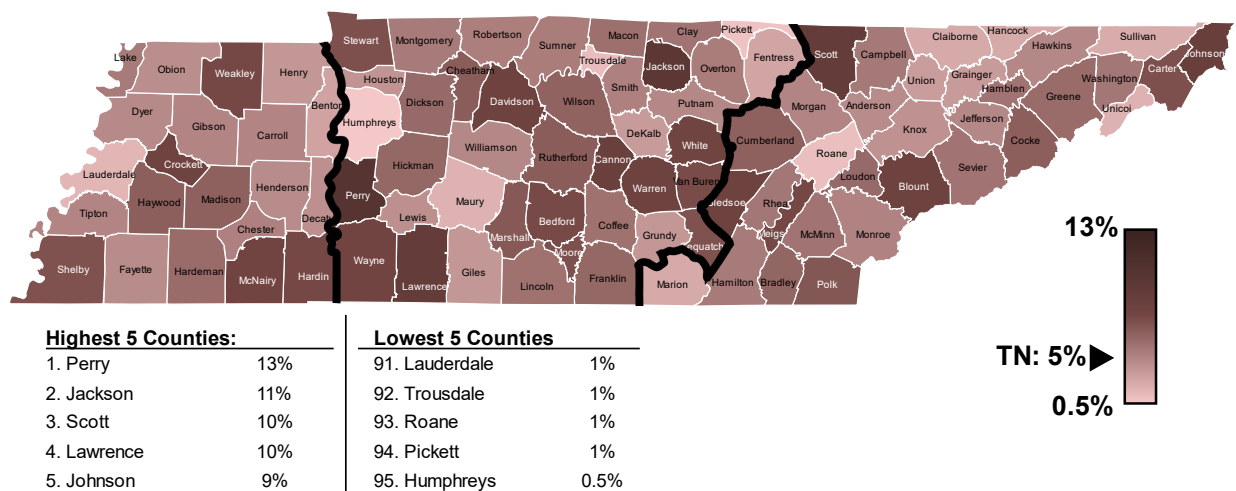 Hancock
Pickett
Claiborne
Clay
Macon
Robertson
Sullivan
Stewart
Montgomery
Sumner
Hawkins
Scott
Campbell
Johnson
Lake
Fentress
Trousdale
Jackson
Overton
Obion
Weakley
Henry
Cheatham
Houston
Union
Grainger
Carter
Washington
Smith
Hamblen
Benton
Dickson
Davidson
Wilson
Putnam
Morgan
Anderson
Greene
Unicoi
Dyer
Gibson
Carroll
Humphreys
Jefferson
DeKalb
Knox
Williamson
White
Cumberland
Cocke
Crockett
Hickman
Rutherford
Cannon
Roane
Sevier
Lauderdale
Loudon
Henderson
Perry
Warren
Van Buren
Blount
Haywood
Madison
Maury
Bledsoe
Rhea
Tipton
Decatur
Lewis
Bedford
Coffee
Chester
Marshall
Grundy
Meigs
McMinn
Monroe
Moore
Sequatchie
Shelby
Fayette
Hardeman
McNairy
Hardin
Wayne
Lawrence
Giles
Lincoln
Franklin
Marion
Hamilton
Bradley
Polk
13%
TN: 5%
0.5%
Highest 5 Counties:
1. Perry 13%
2. Jackson 11%
3. Scott 10%
4. Lawrence 10%
5. Johnson 9%
Lowest 5 Counties
91. Lauderdale 1%
92. Trousdale 1%
93. Roane 1%
94. Pickett 1%
95. Humphreys 0.5%